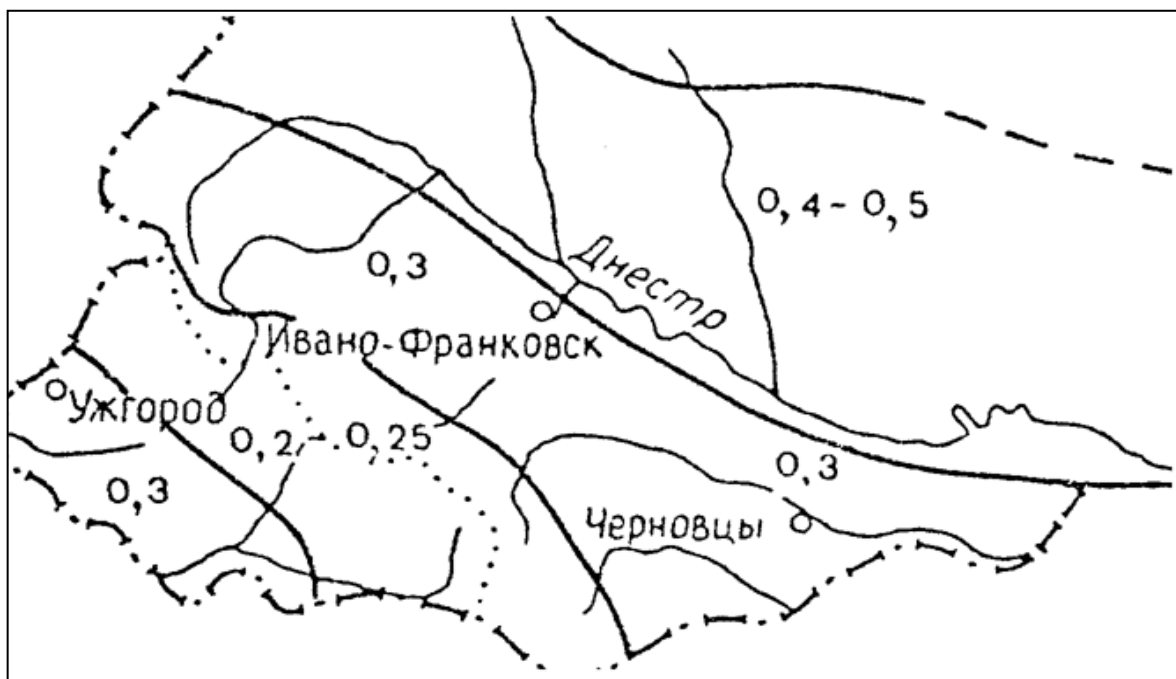 0,4-0,5
Днестр
0,3
Ивано-Франковск
Ужгород
0,2 - 0,25
0,3
0,3
Черновцы